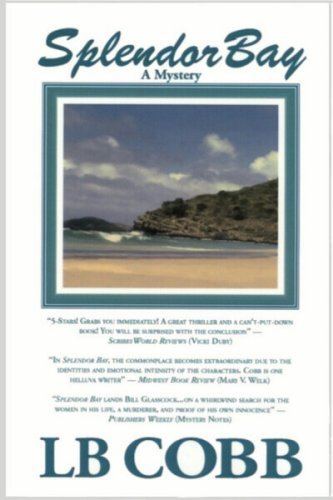 Splendor Bay
A Mystery
"5-Stars! Grabs you immediately! A great thriller and a can't-put-down
book! You will be surprised with the conclusion" —
ScribesWorld Reviews (Vicki Duby)
"In Splendor Bay, the commonplace becomes extraordinary due to the
identities and emotional intensity of the characters. Cobb is one
helluva writer" — Midwest Book Review (Mary V. Welk)
"Splendor Bay lands Bill Glasscock...on a whirlwind search for the
women in his life, a murderer, and proof of his own innocence" —
Publishers Weekly (Mystery Notes)
LB COBB